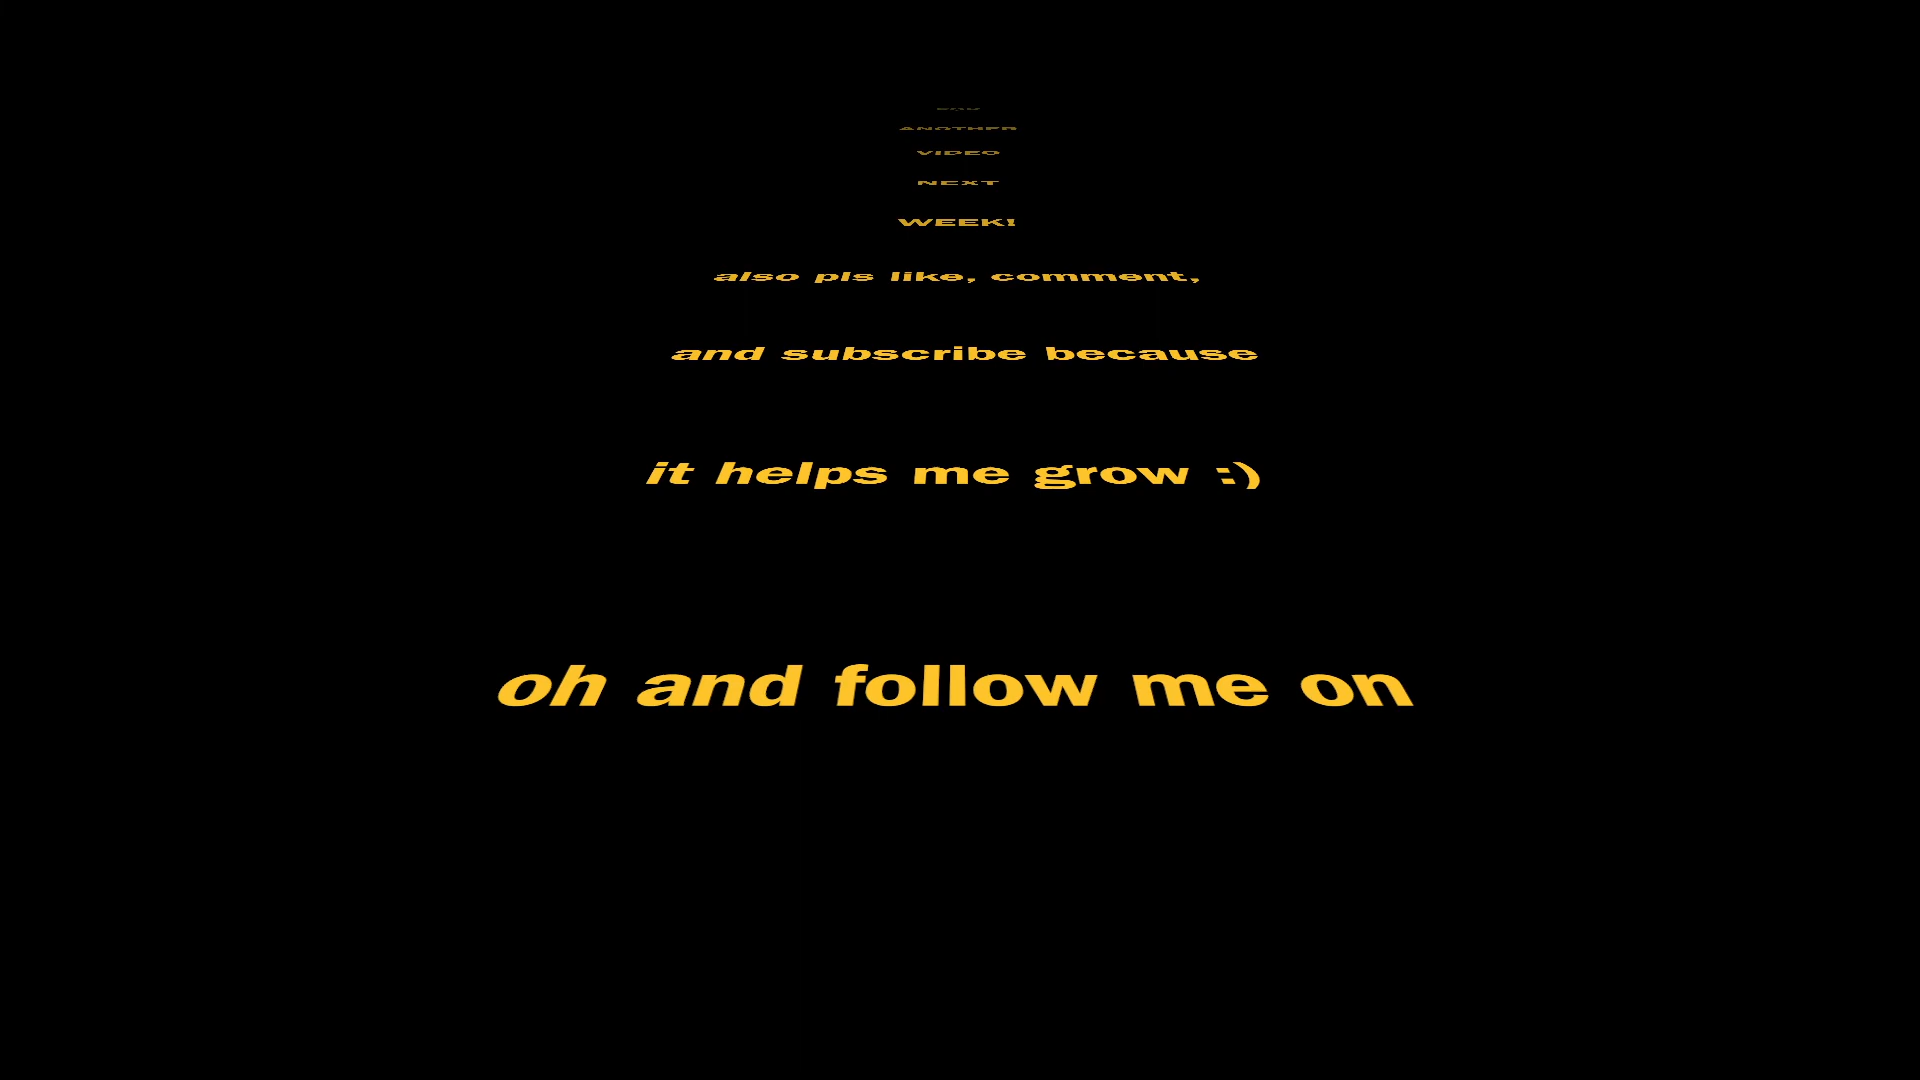 ANOTHER
VIDEO
NEXT
WEEK!
also pls like, comment,
and subscribe because
it helps me grow :)
oh and follow me on